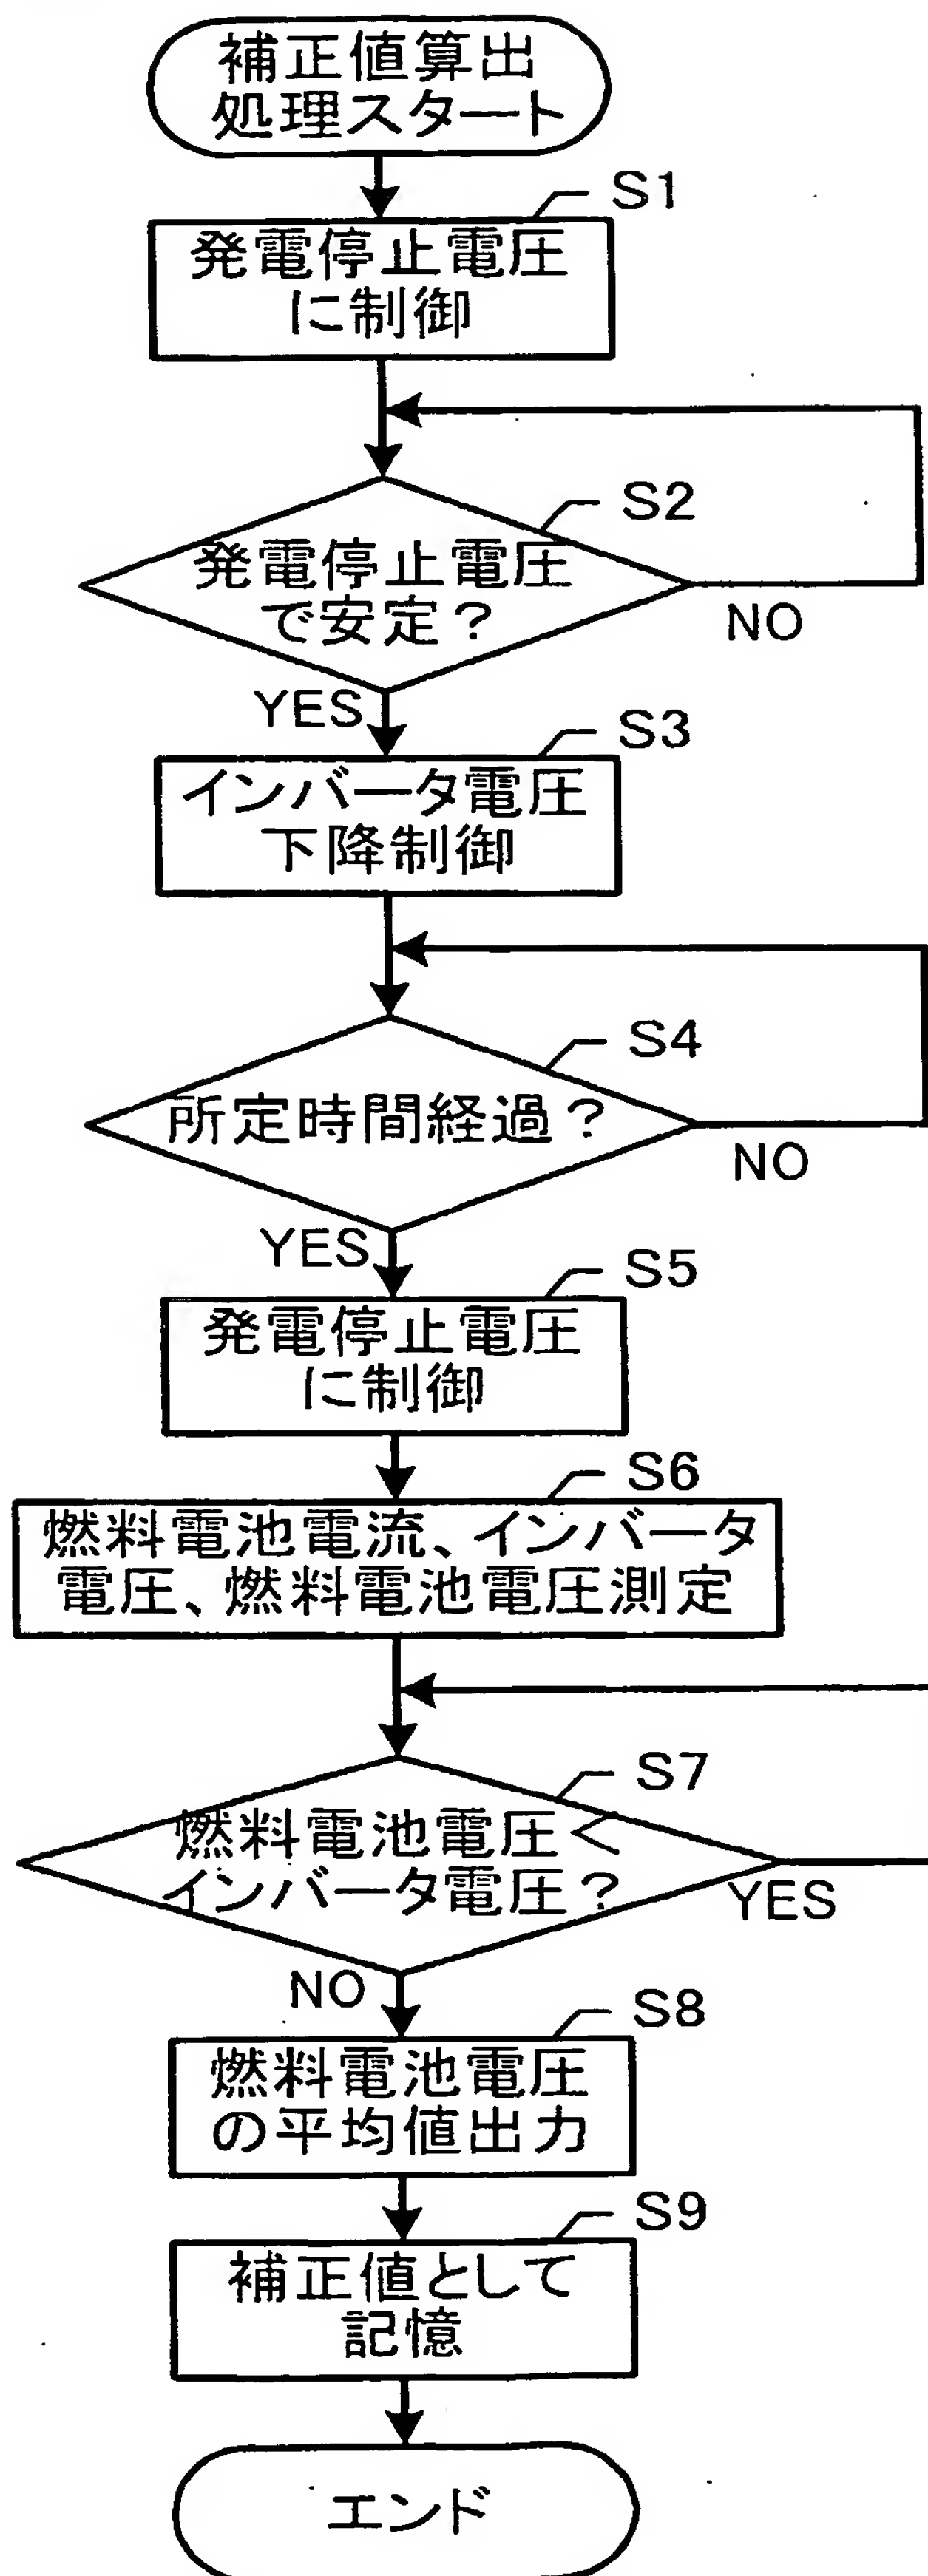 補正値算出
処理スタート
S1
発電停止電圧
に制御
S2
発電停止電圧
で安定?
NO
YES
S3
インバータ電圧
下降制御
S4
所定時間経過?
NO
YES
S5
発電停止電圧
に制御
S6
燃料電池電流、インバータ
電圧、燃料電池電圧測定
S7
燃料電池電圧<
インバータ電圧?
YES
NO
S8
燃料電池電圧
の平均値出力
S9
補正値として
記憶
エンド